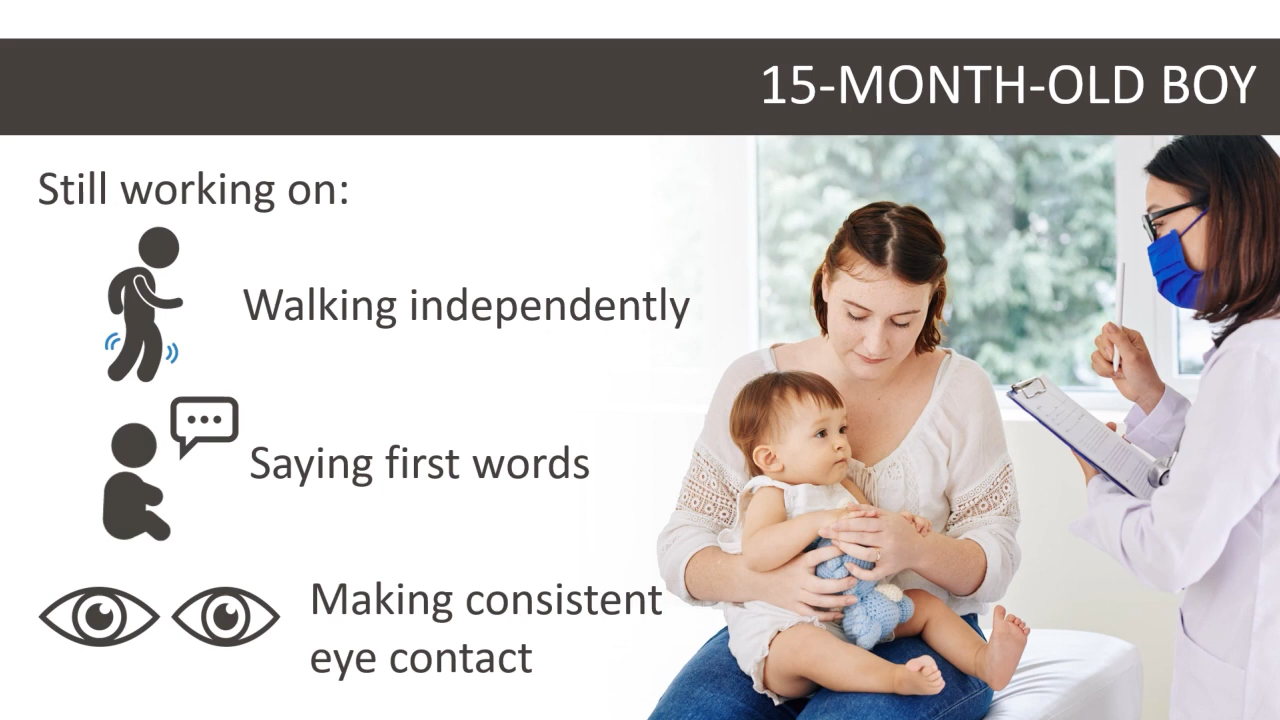 15-MONTH-OLD BOY
Still working on:
Walking independently
Saying first words
Making consistent
eye contact